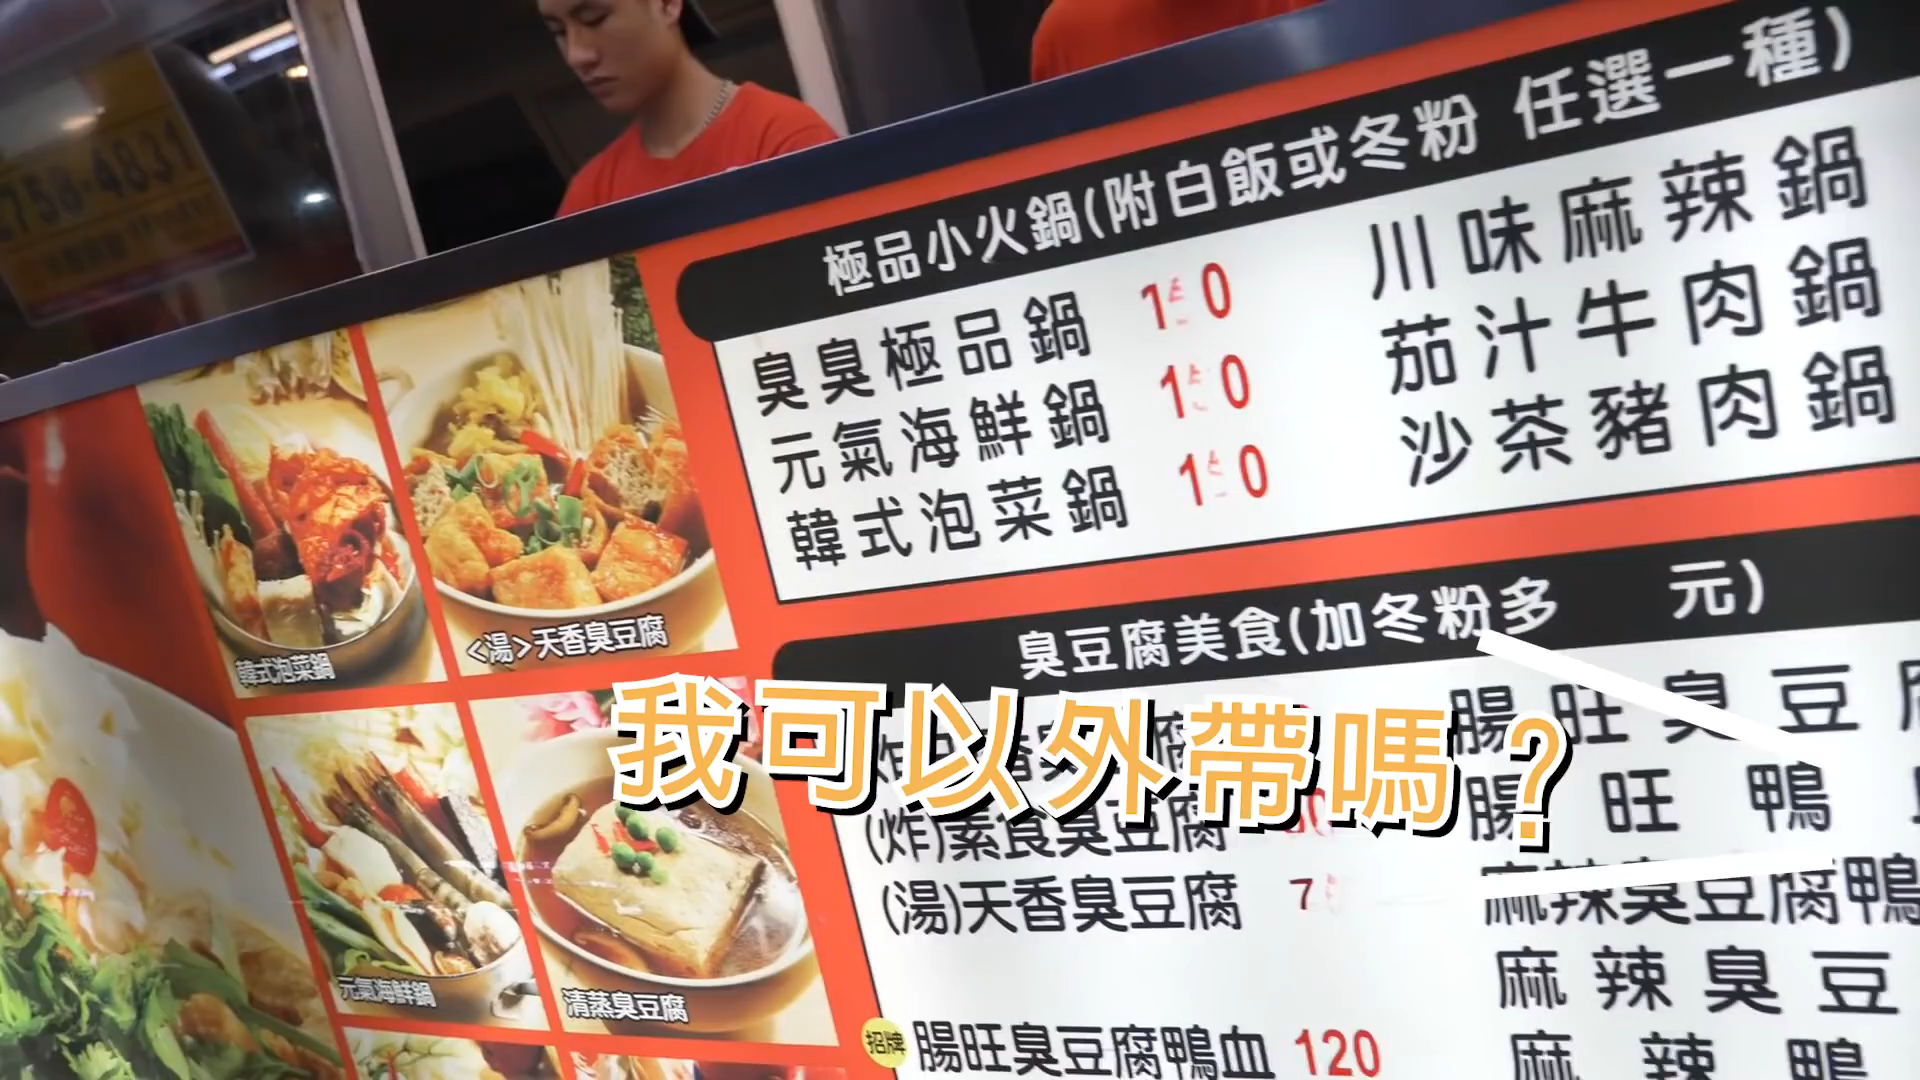 758-4831
極品小火鍋(附白飯或冬粉 任選一種)
臭臭極品鍋 1 0
川味麻辣鍋
元氣海鮮鍋 1 0
茄汁牛肉鍋
韓式泡菜鍋 1 0
沙茶豬肉鍋
臭豆腐美食(加冬粉多 元)
腸旺臭豆
(炸)素食臭豆腐
腸旺鴨
(湯)天香臭豆腐 7
麻辣臭豆腐鴨
麻辣臭豆
招牌 腸旺臭豆腐鴨血 120
麻辣鴨
韓式泡菜鍋
<湯>天香臭豆腐
元氣海鮮鍋
清蒸臭豆腐
我可以外帶嗎?